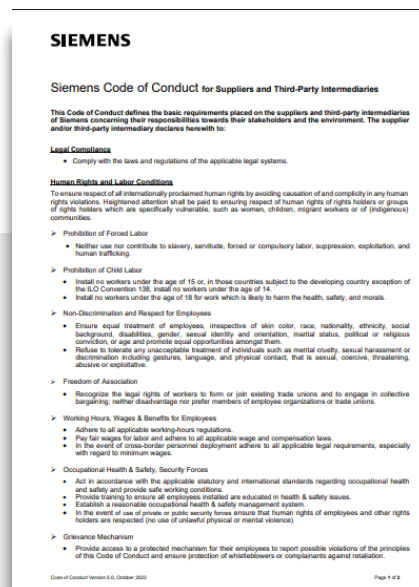 SIEMENS
Siemens Code of Conduct for Suppliers and Third-Party Intermediaries
This Code of Conduct defines the basic requirements placed on the suppliers and third-party intermediaries
of Siemens concerning their responsibilities towards their stakeholders and the environment. The supplier
and/or third-party intermediary declares herewith to:
Legal Compliance
• Comply with the laws and regulations of the applicable legal systems.
Human Rights and Labor Conditions
To ensure respect of all internationally proclaimed human rights by avoiding causation of and complicity in any human
rights violations. Heightened attention shall be paid to ensuring respect of human rights of rights holders or groups
of rights holders which are specifically vulnerable, such as women, children, migrant workers or of (indigenous)
communities.
➢ Prohibition of Forced Labor
• Neither use nor contribute to slavery, servitude, forced or compulsory labor, suppression, exploitation, and
human trafficking.
➢ Prohibition of Child Labor
• Install no workers under the age of 15 or, in those countries subject to the developing country exception of
the ILO Convention 138, install no workers under the age of 14.
• Install no workers under the age of 18 for work which is likely to harm the health, safety, and morals.
➢ Non-Discrimination and Respect for Employees
• Ensure equal treatment of employees, irrespective of skin color, race, nationality, ethnicity, social
background, disabilities, gender, sexual identity and orientation, marital status, political or religious
conviction, or age and promote equal opportunities amongst them.
• Refuse to tolerate any unacceptable treatment of individuals such as mental cruelty, sexual harassment or
discrimination including gestures, language, and physical contact, that is sexual, coercive, threatening,
abusive or exploitative.
➢ Freedom of Association
• Recognize the legal rights of workers to form or join existing trade unions and to engage in collective
bargaining; neither disadvantage nor prefer members of employee organizations or trade unions.
➢ Working Hours, Wages & Benefits for Employees
• Adhere to all applicable working-hours regulations.
• Pay fair wages for labor and adhere to all applicable wage and compensation laws.
• In the event of cross-border personnel deployment adhere to all applicable legal requirements, especially
with regard to minimum wages.
➢ Occupational Health & Safety, Security Forces
• Act in accordance with the applicable statutory and international standards regarding occupational health
and safety and provide safe working conditions.
• Provide training to ensure all employees installed are educated in health & safety issues.
• Establish a reasonable occupational health & safety management system.
• In the event of use of private or public security forces ensure that human rights of employees and other rights
holders are respected (no use of unlawful physical or mental violence)
➢ Grievance Mechanism
• Provide access to a protected mechanism for their employees to report possible violations of the principles
of this Code of Conduct and ensure protection of whistleblowers or complainants against retaliation.
Code of Conduct Version 5.0, October 2023 Page 1 of 2